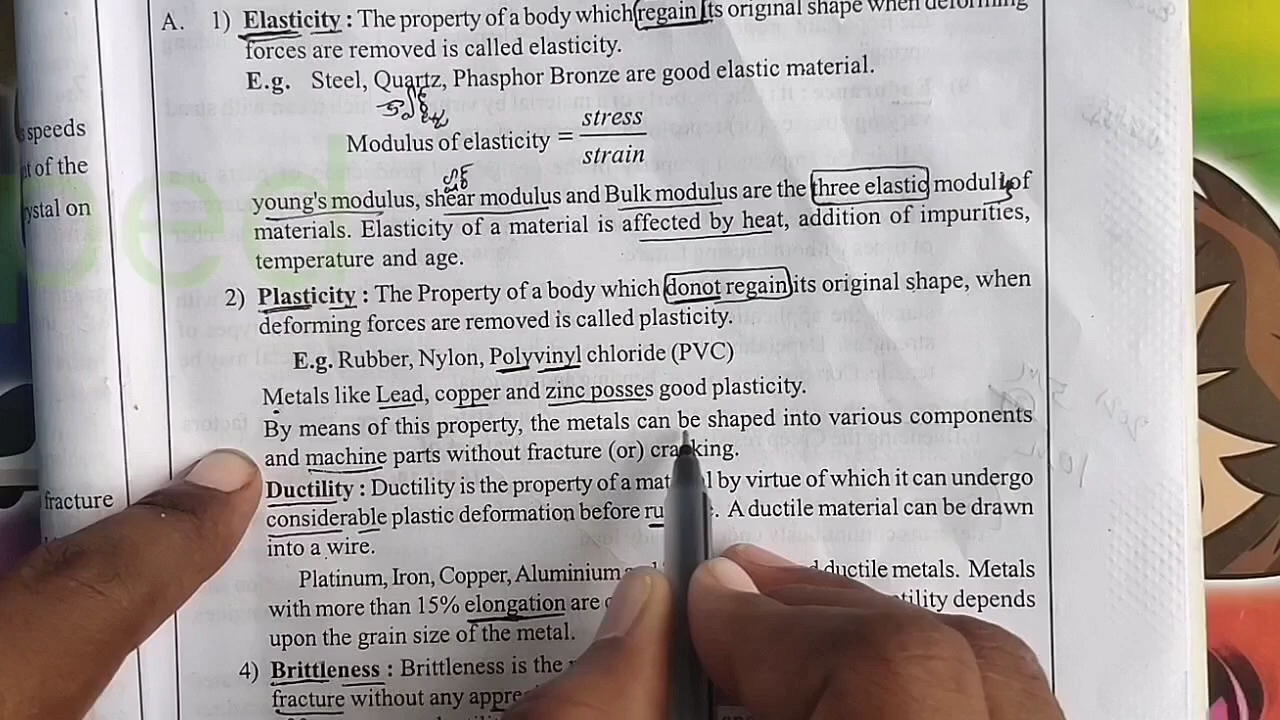 speeds
of the
ystal on
fracture
A. 1) Elasticity : The property of a body which regain its original shape when deforming
forces are removed is called elasticity.
E.g. Steel, Quartz, Phasphor Bronze are good elastic material.
Modulus of elasticity = stress
strain
young's modulus, shear modulus and Bulk modulus are the three elastic moduli of
materials. Elasticity of a material is affected by heat, addition of impurities,
temperature and age.
2) Plasticity : The Property of a body which donot regain its original shape, when
deforming forces are removed is called plasticity.
E.g. Rubber, Nylon, Polyvinyl chloride (PVC)
Metals like Lead, copper and zinc posses good plasticity.
By means of this property, the metals can be shaped into various components
and machine parts without fracture (or) cracking.
Ductility : Ductility is the property of a mat l by virtue of which it can undergo
considerable plastic deformation before ru . A ductile material can be drawn
into a wire.
Platinum, Iron, Copper, Aluminium ductile metals. Metals
with more than 15% elongation are tility depends
upon the grain size of the metal.
4) Brittleness : Brittleness is the
fracture without any appre